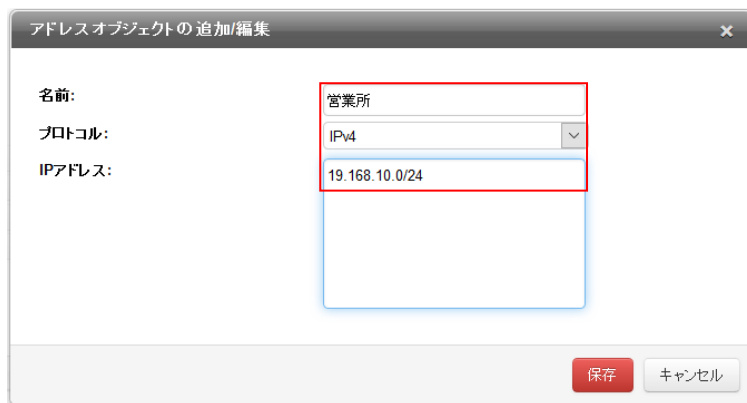 アドレスオブジェクトの追加/編集
名前:
営業所
プロトコル:
IPv4
IPアドレス:
19.168.10.0/24
保存
キャンセル